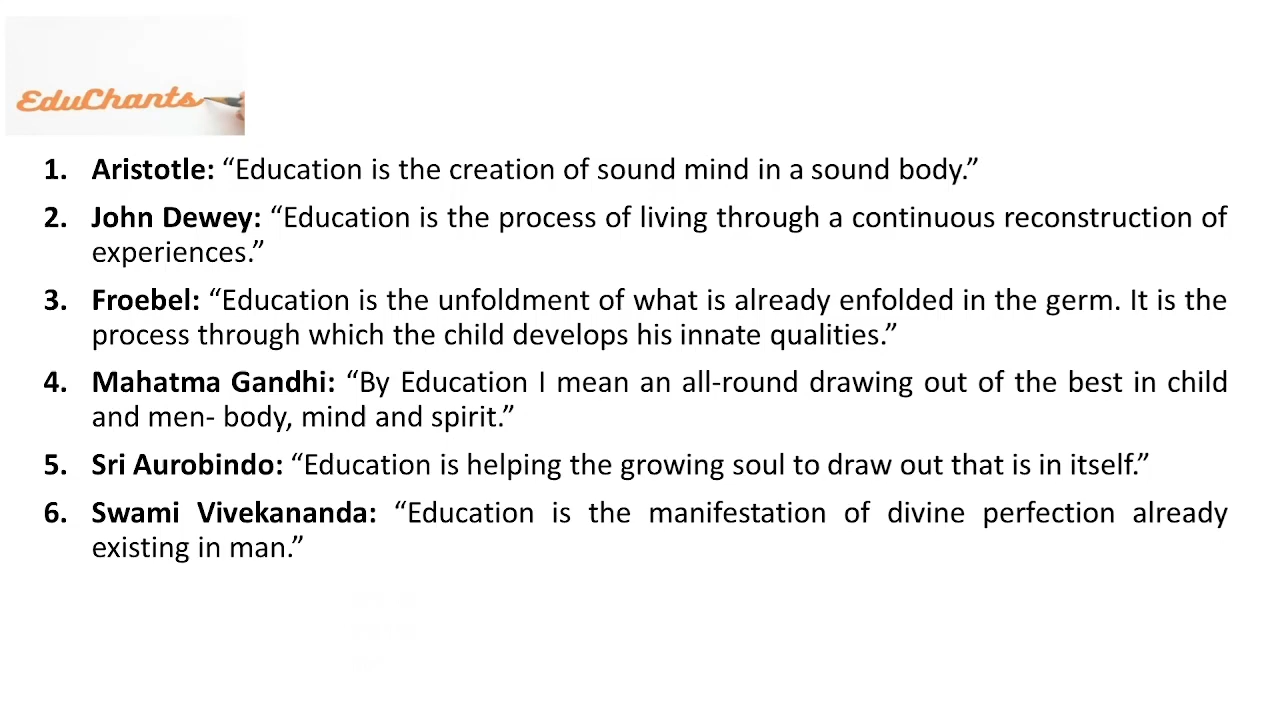 EduChants
1. Aristotle: “Education is the creation of sound mind in a sound body.”
2. John Dewey: “Education is the process of living through a continuous reconstruction of
experiences.”
3. Froebel: “Education is the unfoldment of what is already enfolded in the germ. It is the
process through which the child develops his innate qualities.”
4. Mahatma Gandhi: “By Education I mean an all-round drawing out of the best in child
and men- body, mind and spirit.”
5. Sri Aurobindo: “Education is helping the growing soul to draw out that is in itself.”
6. Swami Vivekananda: “Education is the manifestation of divine perfection already
existing in man.”